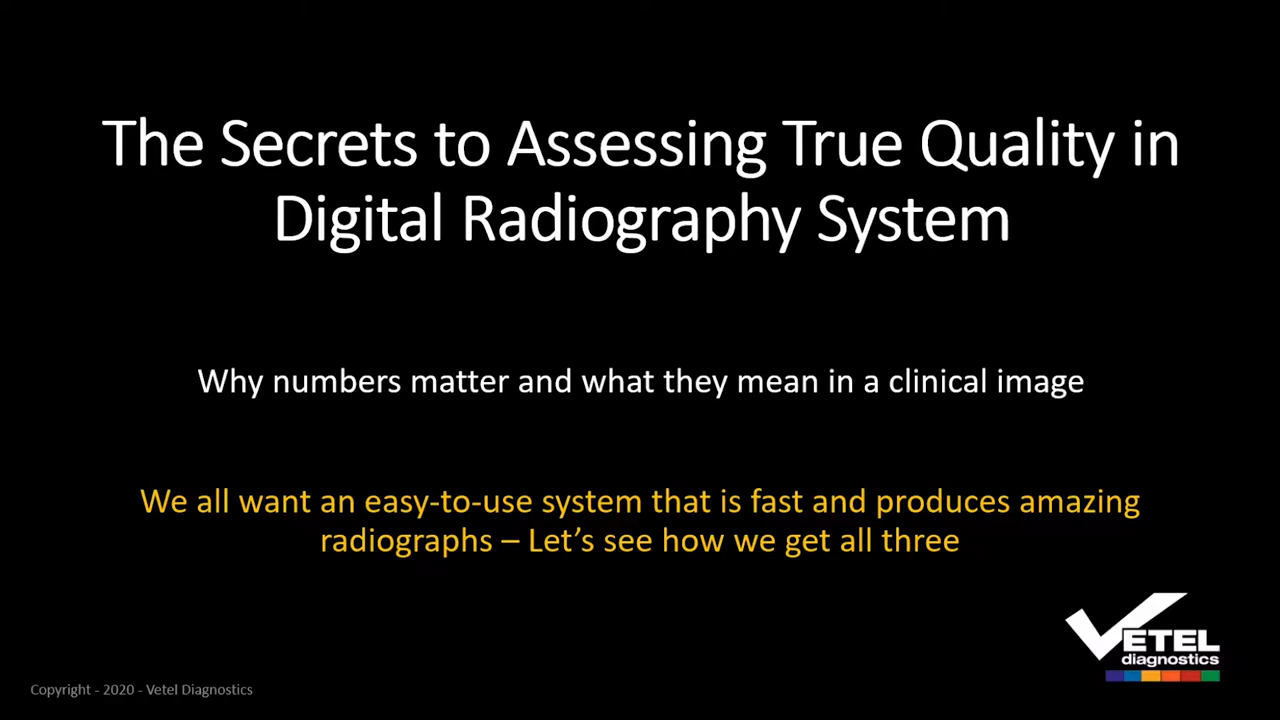 The Secrets to Assessing True Quality in
Digital Radiography System
Why numbers matter and what they mean in a clinical image
We all want an easy-to-use system that is fast and produces amazing
radiographs – Let’s see how we get all three
VETEL
diagnostics
Copyright - 2020 - Vetel Diagnostics